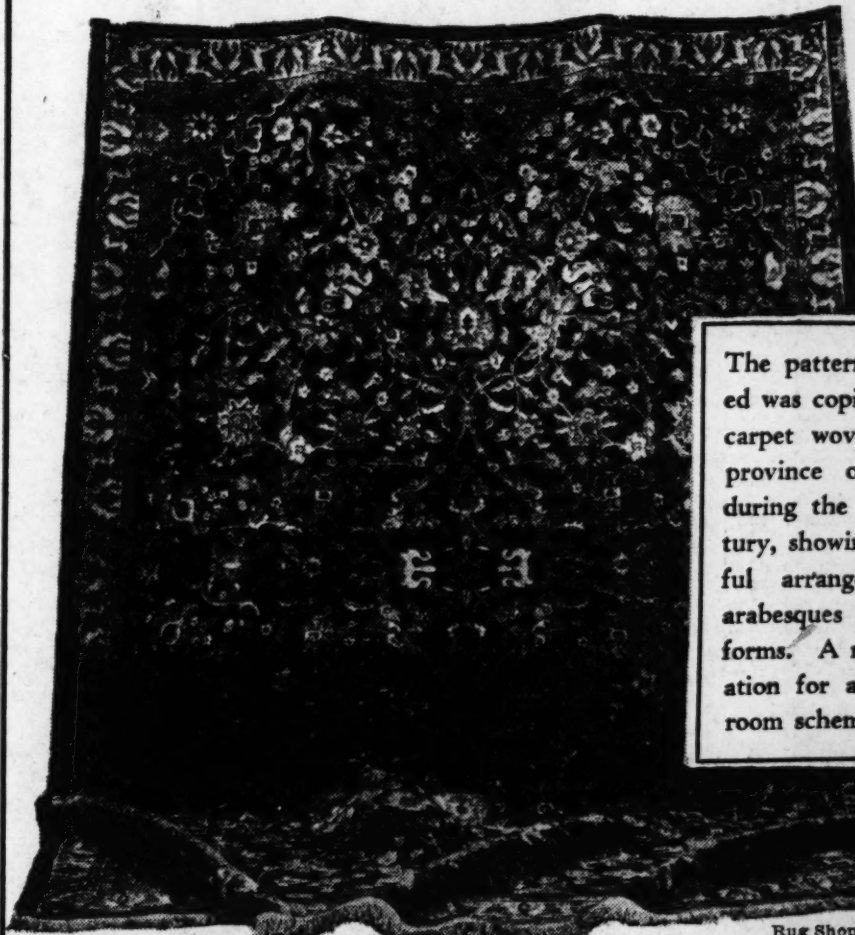 The pattern
ed was copi
carpet wov
province o
during the
tury, showin
ful arrang
arabesques
forms. A
ation for a
room schem
Rug Shop